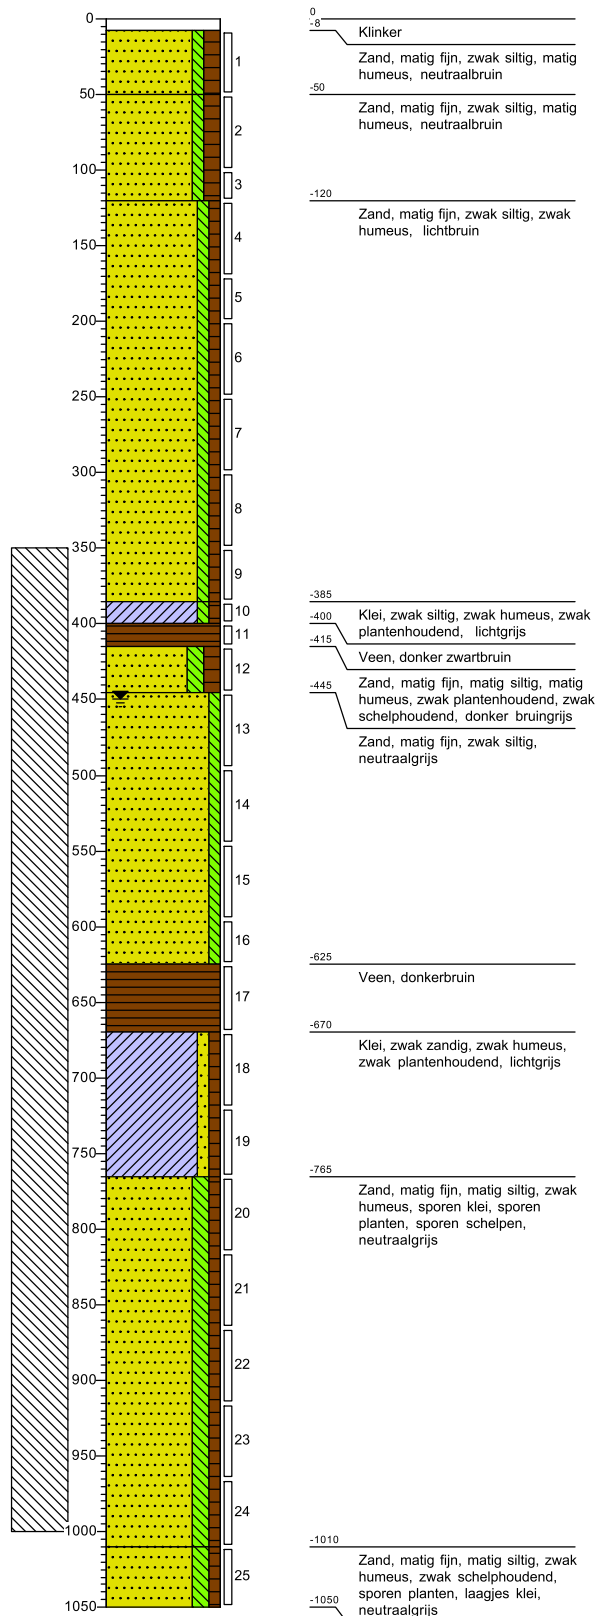 0
50
100
150
200
250
300
350
400
450
500
550
600
650
700
750
800
850
900
950
1000
1050
1
2
3
4
5
6
7
8
9
10
11
12
13
14
15
16
17
18
19
20
21
22
23
24
25
0
-8
Klinker
Zand, matig fijn, zwak siltig, matig
humeus, neutraalbruin
-50
Zand, matig fijn, zwak siltig, matig
humeus, neutraalbruin
-120
Zand, matig fijn, zwak siltig, zwak
humeus, lichtbruin
-385
Klei, zwak siltig, zwak humeus, zwak
plantenhoudend, lichtgrijs
-400
Veen, donker zwartbruin
-415
Zand, matig fijn, matig siltig, matig
humeus, zwak plantenhoudend, zwak
schelphoudend, donker bruingrijs
-445
Zand, matig fijn, zwak siltig,
neutraalgrijs
-625
Veen, donkerbruin
-670
Klei, zwak zandig, zwak humeus,
zwak plantenhoudend, lichtgrijs
-765
Zand, matig fijn, matig siltig, zwak
humeus, sporen klei, sporen
planten, sporen schelpen,
neutraalgrijs
-1010
Zand, matig fijn, matig siltig, zwak
humeus, zwak schelphoudend,
sporen planten, laagjes klei,
neutraalgrijs
-1050